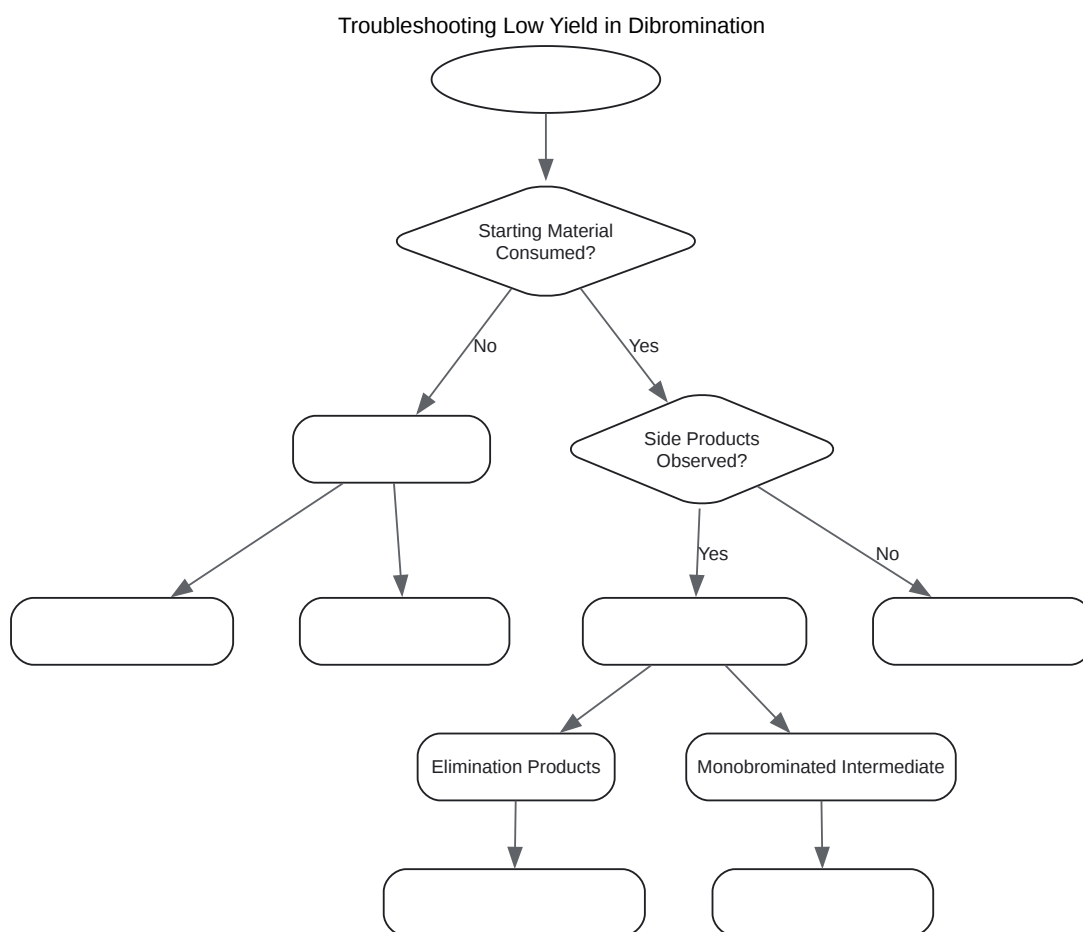 Troubleshooting Low Yield in Dibromination
Starting Material
Consumed?
No
Yes
Side Products
Observed?
Yes
No
Elimination Products
Monobrominated Intermediate